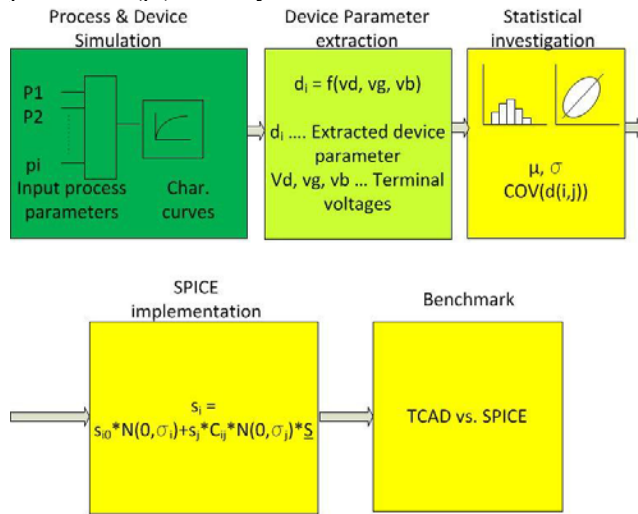 Process & Device
Simulation
P1
P2
pi
Input process
parameters
Char.
curves
Device Parameter
extraction
dᵢ = f(vd, vg, vb)
dᵢ .... Extracted device
parameter
Vd, vg, vb ... Terminal
voltages
Statistical
investigation
μ, σ
COV(d(i,j))
SPICE
implementation
sᵢ =
sᵢ₀*N(0,σᵢ)+sⱼ*Cᵢⱼ*N(0,σⱼ)*S
Benchmark
TCAD vs. SPICE